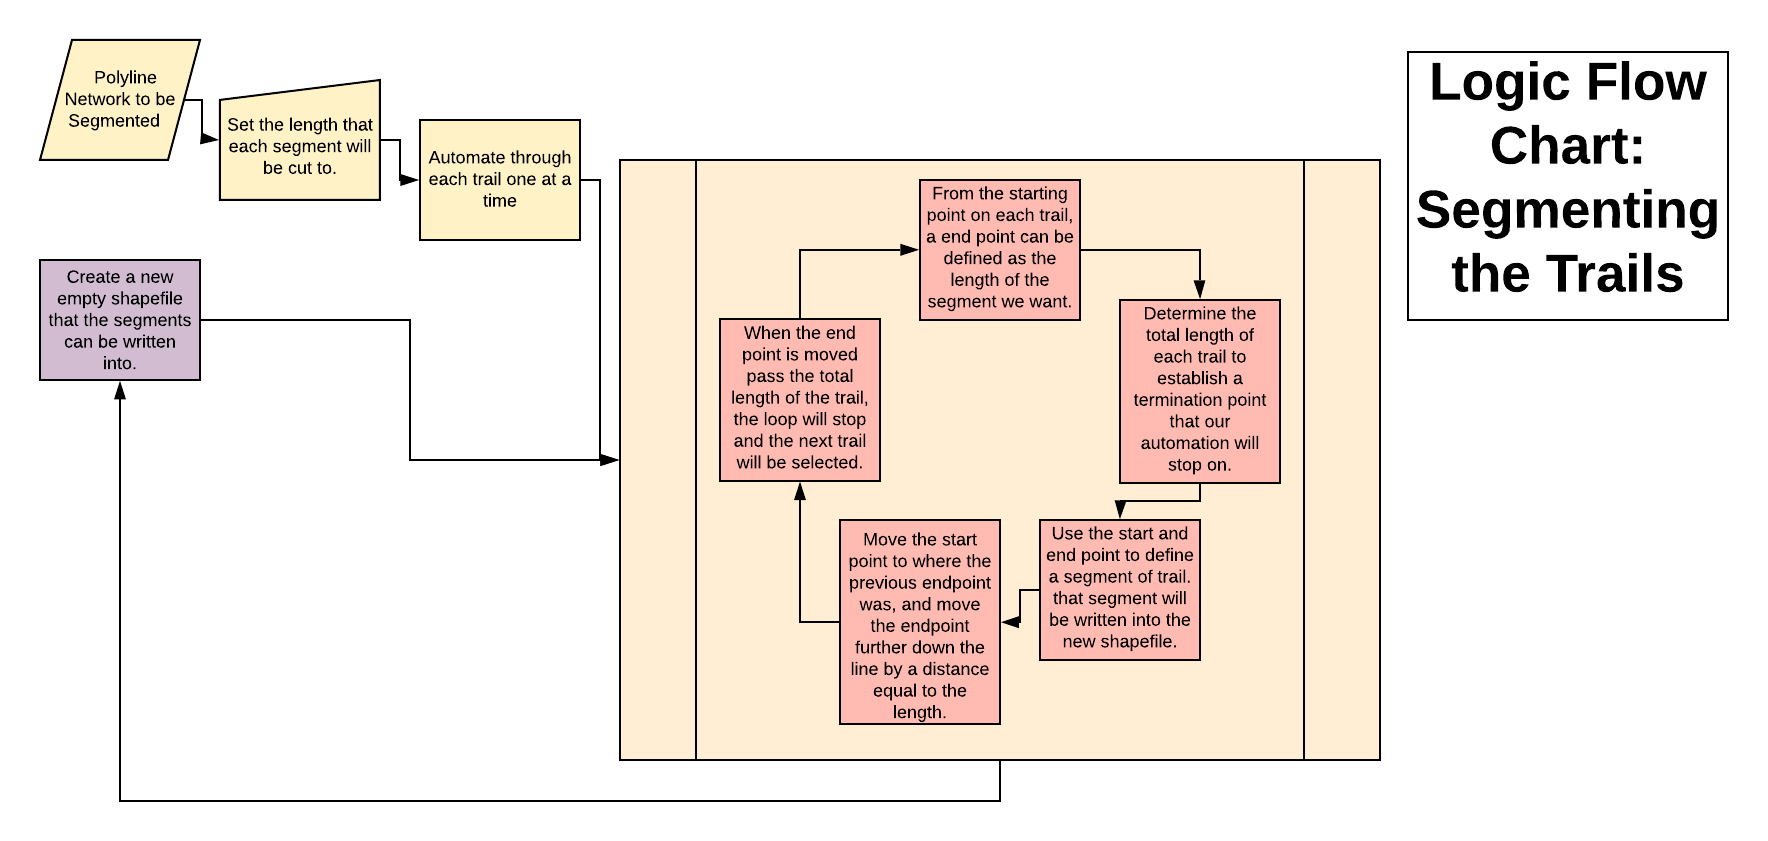 Polyline
Network to be
Segmented
Set the length that
each segment will
be cut to.
Automate through
each trail one at a
time
Create a new
empty shapefile
that the segments
can be written
into.
From the starting
point on each trail,
a end point can be
defined as the
length of the
segment we want.
Determine the
total length of
each trail to
establish a
termination point
that our
automation will
stop on.
Use the start and
end point to define
a segment of trail.
that segment will
be written into the
new shapefile.
Move the start
point to where the
previous endpoint
was, and move
the endpoint
further down the
line by a distance
equal to the
length.
When the end
point is moved
pass the total
length of the trail,
the loop will stop
and the next trail
will be selected.
Logic Flow
Chart:
Segmenting
the Trails